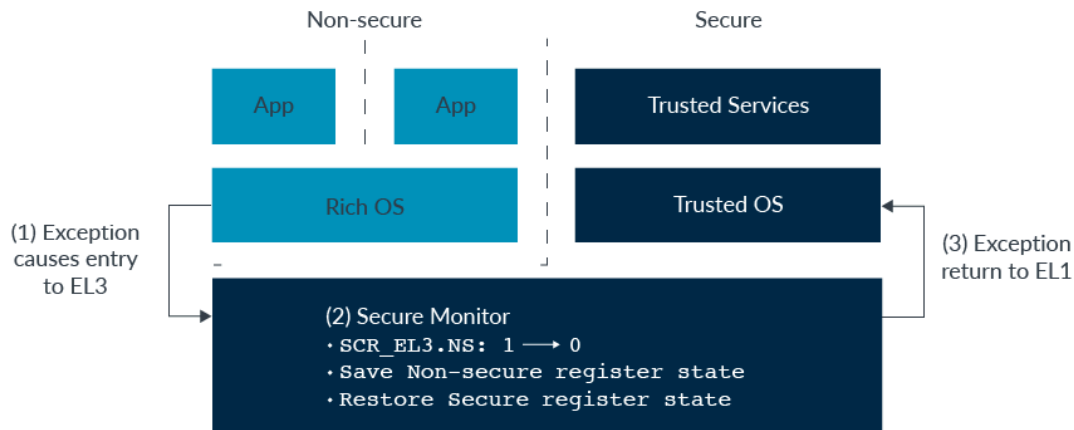 Non-secure
Secure
App
App
Trusted Services
Rich OS
Trusted OS
(1) Exception
causes entry
to EL3
(3) Exception
return to EL1
(2) Secure Monitor
· SCR_EL3.NS: 1 ⟶ 0
· Save Non-secure register state
· Restore Secure register state